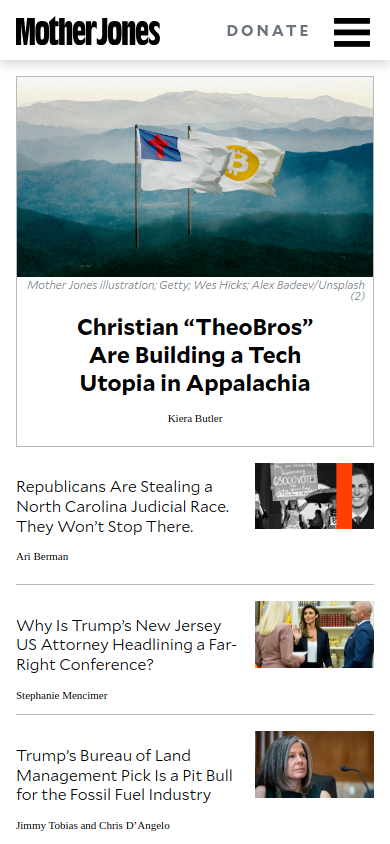 Mother Jones
DONATE
Mother Jones illustration; Getty; Wes Hicks; Alex Badeev/Unsplash
(2)
Christian “TheoBros”
Are Building a Tech
Utopia in Appalachia
Kiera Butler
Republicans Are Stealing a
North Carolina Judicial Race.
They Won’t Stop There.
65000 VOTES
Ari Berman
Why Is Trump’s New Jersey
US Attorney Headlining a Far-
Right Conference?
Stephanie Mencimer
Trump’s Bureau of Land
Management Pick Is a Pit Bull
for the Fossil Fuel Industry
Jimmy Tobias and Chris D’Angelo